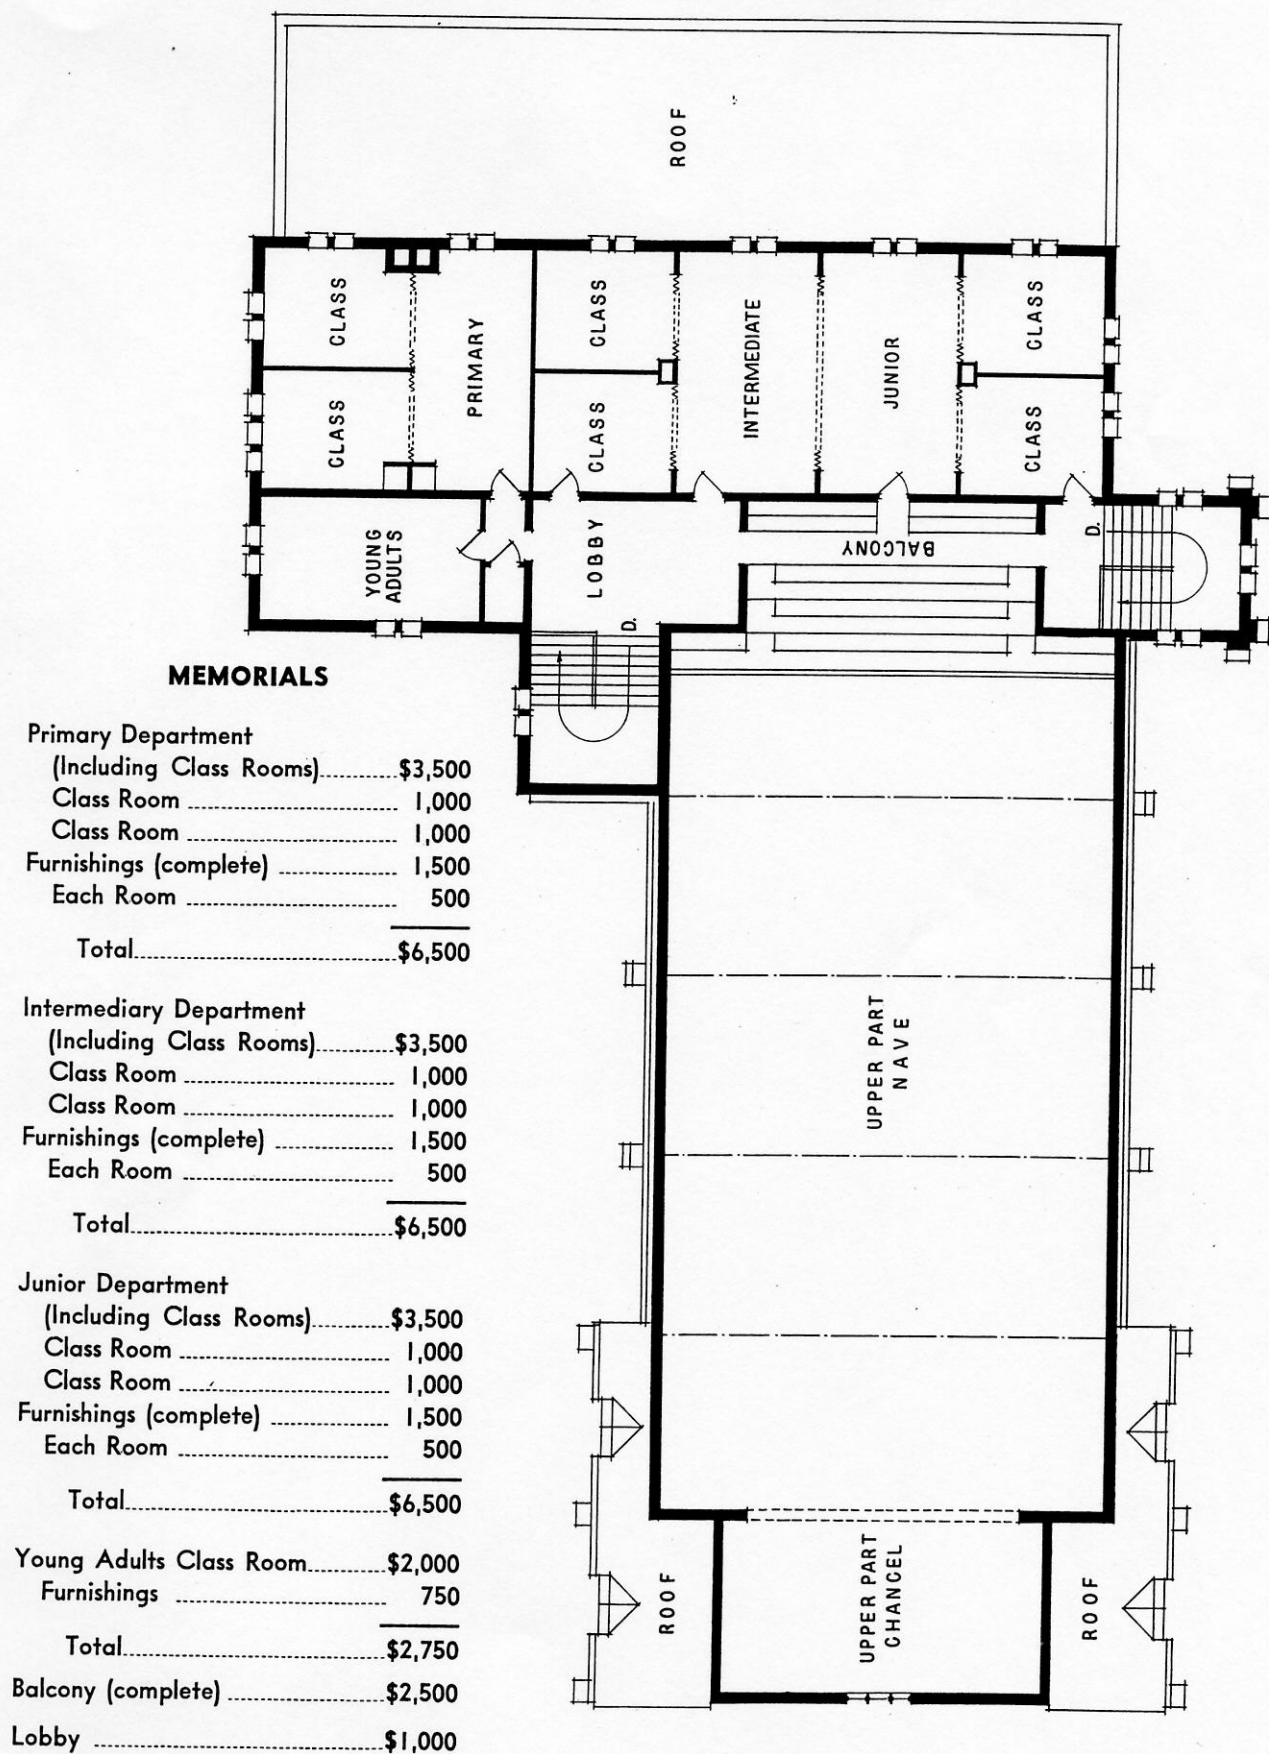 ROOF
CLASS
PRIMARY
CLASS
INTERMEDIATE
JUNIOR
CLASS
CLASS
CLASS
CLASS
YOUNG
ADULTS
LOBBY
D.
BALCONY
D.
MEMORIALS
Primary Department
(Including Class Rooms) $3,500
Class Room 1,000
Class Room 1,000
Furnishings (complete) 1,500
Each Room 500
Total $6,500
Intermediary Department
(Including Class Rooms) $3,500
Class Room 1,000
Class Room 1,000
Furnishings (complete) 1,500
Each Room 500
Total $6,500
Junior Department
(Including Class Rooms) $3,500
Class Room 1,000
Class Room 1,000
Furnishings (complete) 1,500
Each Room 500
Total $6,500
Young Adults Class Room $2,000
Furnishings 750
Total $2,750
Balcony (complete) $2,500
Lobby $1,000
UPPER PART
NAVE
ROOF
UPPER PART
CHANCEL
ROOF